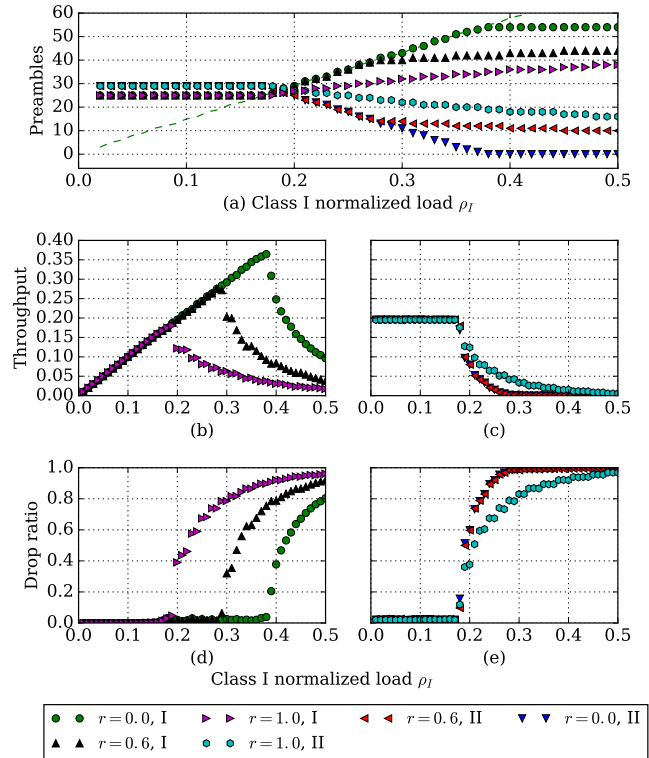 60
50
40
30
20
10
0
Preambles
0.0 0.1 0.2 0.3 0.4 0.5
(a) Class I normalized load ρ_I
0.40
0.35
0.30
0.25
0.20
0.15
0.10
0.05
0.00
Throughput
0.0 0.1 0.2 0.3 0.4 0.5
(b)
0.0 0.1 0.2 0.3 0.4 0.5
(c)
1.0
0.8
0.6
0.4
0.2
0.0
Drop ratio
0.0 0.1 0.2 0.3 0.4 0.5
(d)
0.0 0.1 0.2 0.3 0.4 0.5
(e)
Class I normalized load ρ_I
r = 0.0, I r = 1.0, I r = 0.6, II r = 0.0, II
r = 0.6, I r = 1.0, II